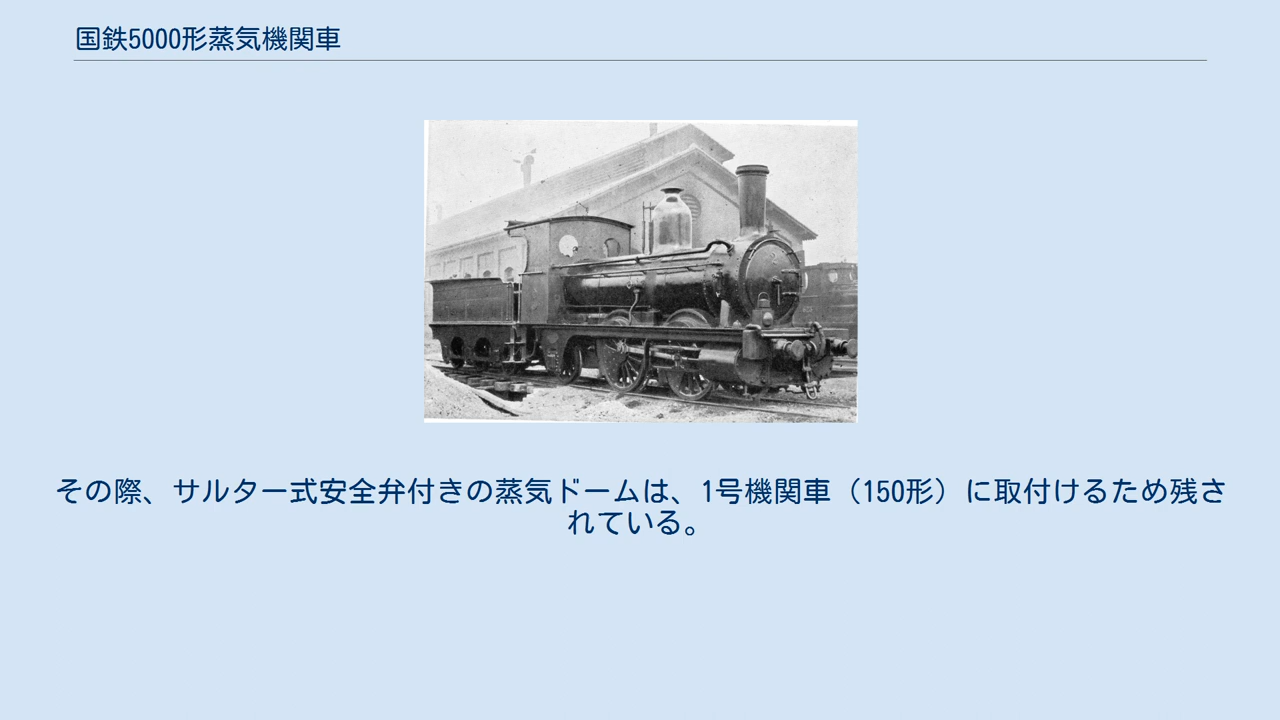 国鉄5000形蒸気機関車
その際、サルター式安全弁付きの蒸気ドームは、1号機関車（150形）に取付けるため残さ
れている。